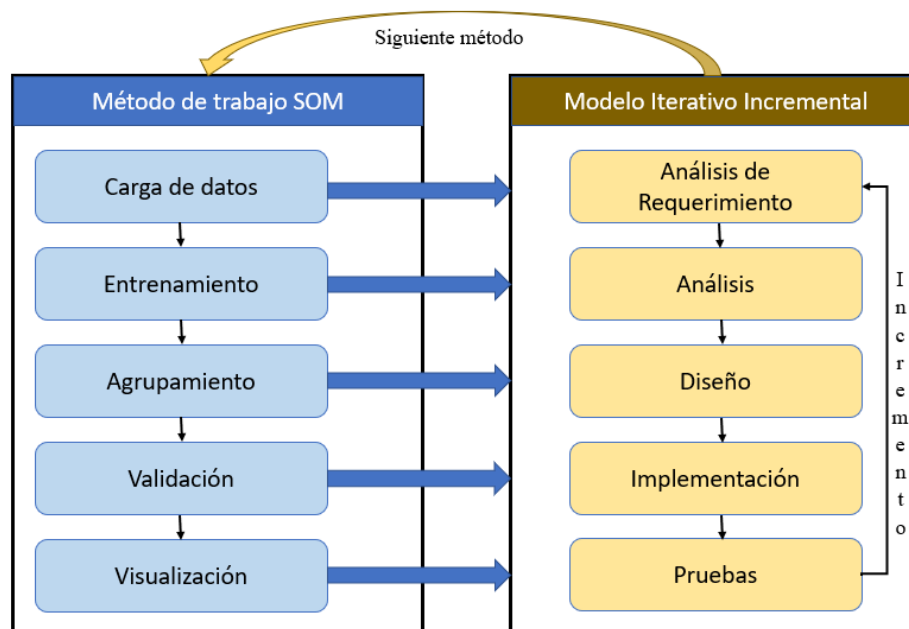 Siguiente método
Método de trabajo SOM
Carga de datos
Entrenamiento
Agrupamiento
Validación
Visualización
Modelo Iterativo Incremental
Análisis de
Requerimiento
Análisis
Diseño
Implementación
Pruebas
Incremento